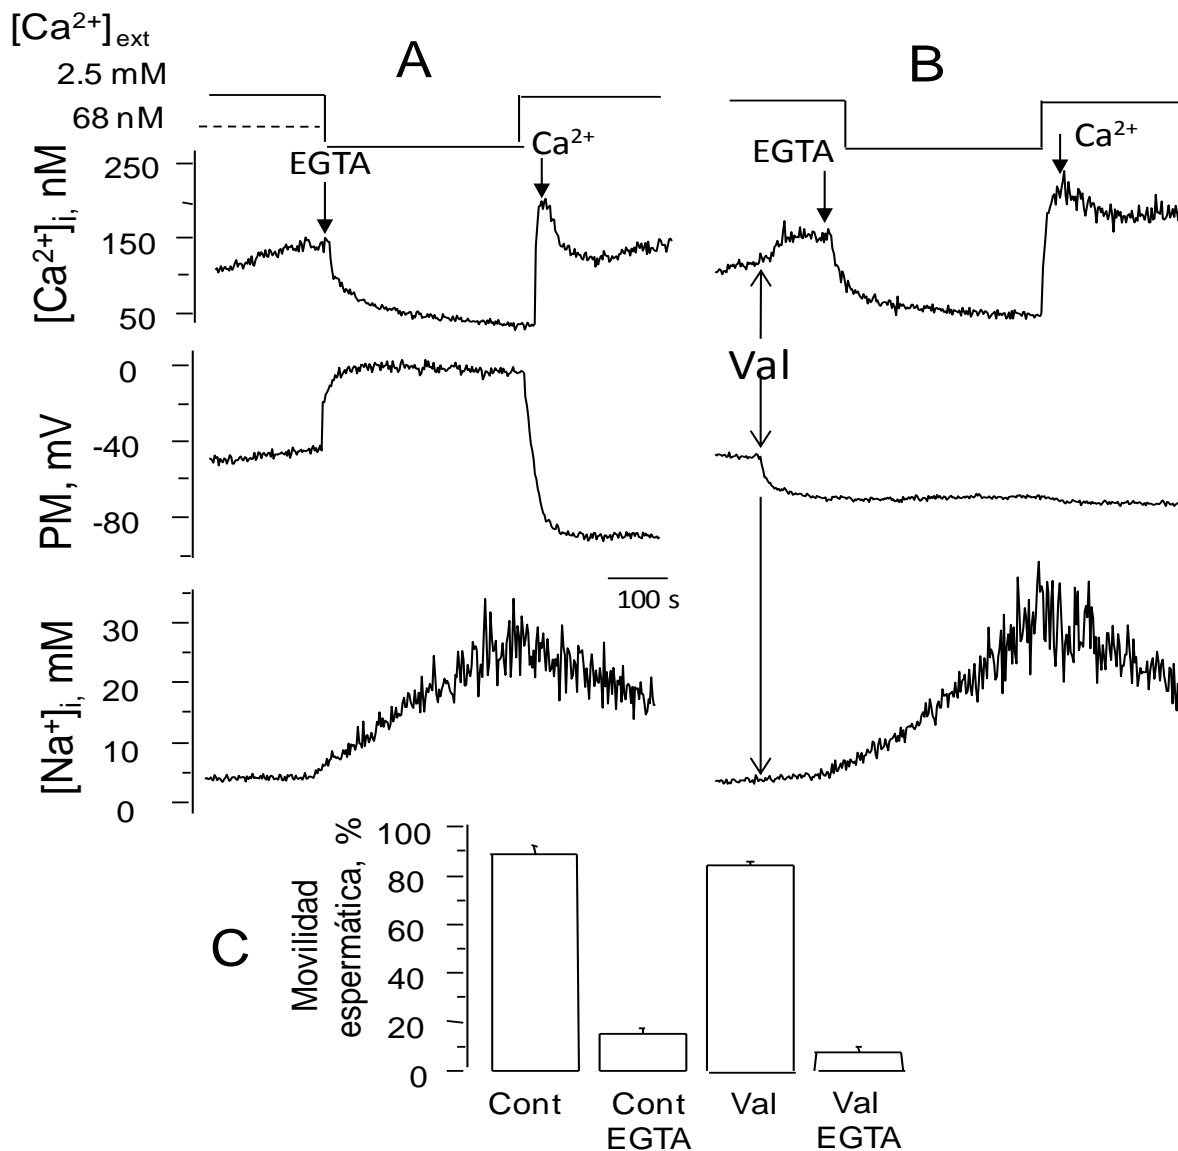 [Ca²⁺]ext
2.5 mM
68 nM
A
B
EGTA
Ca²⁺
EGTA
Ca²⁺
[Ca²⁺]i, nM
250
150
50
Val
PM, mV
0
-40
-80
100 s
[Na⁺]i, mM
30
20
10
0
C
Movilidad
espermática, %
100
80
60
40
20
0
Cont
Cont
EGTA
Val
Val
EGTA